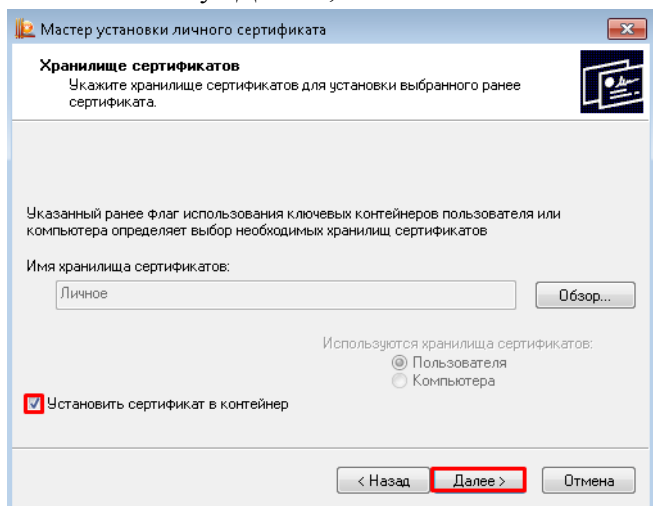 Мастер установки личного сертификата
Хранилище сертификатов
Укажите хранилище сертификатов для установки выбранного ранее
сертификата.
Указанный ранее флаг использования ключевых контейнеров пользователя или
компьютера определяет выбор необходимых хранилищ сертификатов
Имя хранилища сертификатов:
Личное
Обзор...
Используются хранилища сертификатов:
Пользователя
Компьютера
Установить сертификат в контейнер
< Назад
Далее >
Отмена